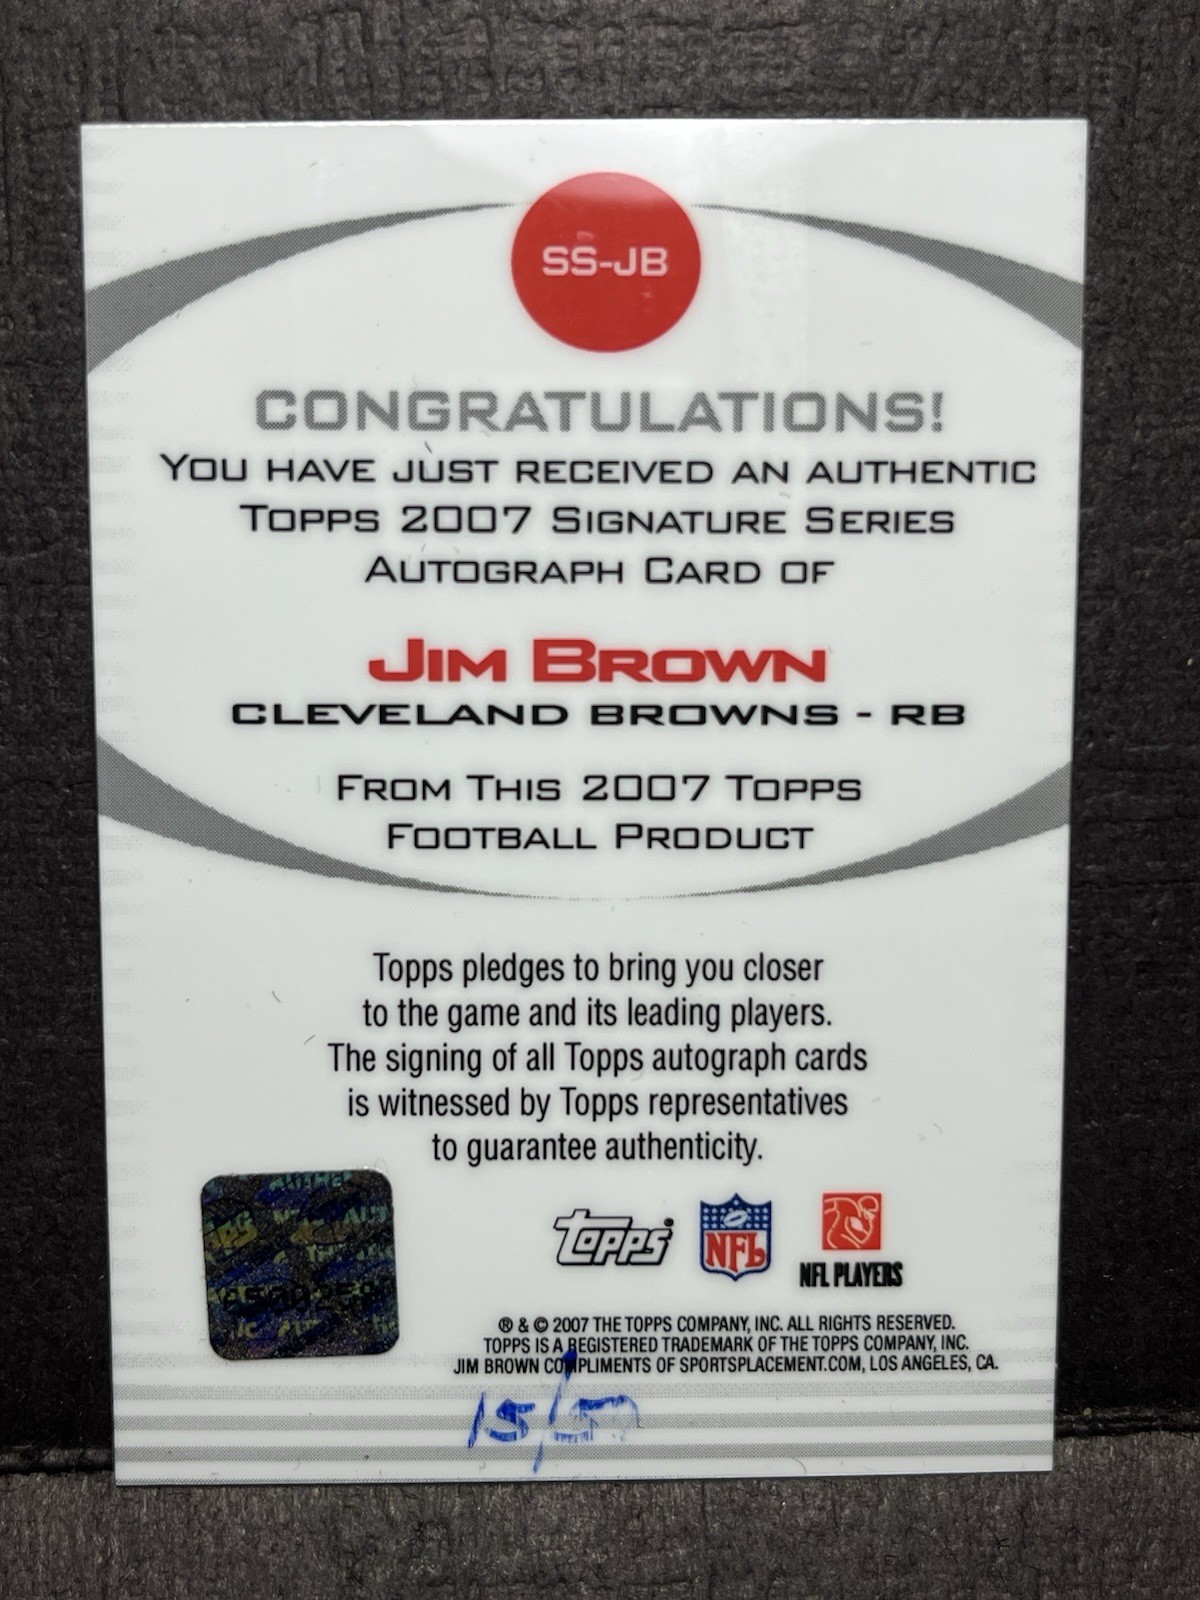 SS-JB
CONGRATULATIONS!
YOU HAVE JUST RECEIVED AN AUTHENTIC
TOPPS 2007 SIGNATURE SERIES
AUTOGRAPH CARD OF
JIM BROWN
CLEVELAND BROWNS - RB
FROM THIS 2007 TOPPS
FOOTBALL PRODUCT
Topps pledges to bring you closer
to the game and its leading players.
The signing of all Topps autograph cards
is witnessed by Topps representatives
to guarantee authenticity.
Topps®
NFL
NFL PLAYERS
® & © 2007 THE TOPPS COMPANY, INC. ALL RIGHTS RESERVED.
TOPPS IS A REGISTERED TRADEMARK OF THE TOPPS COMPANY, INC.
JIM BROWN COMPLIMENTS OF SPORTSPLACEMENT.COM, LOS ANGELES, CA.
15/50